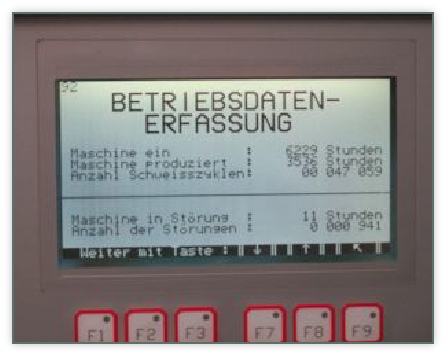 92
BETRIEBSDATEN-
ERFASSUNG
Maschine ein : 6229 Stunden
Maschine produziert : 3536 Stunden
Anzahl Schweisszyklen: 00 047 059
Maschine in Störung : 11 Stunden
Anzahl der Störungen : 0 000 941
Weiter mit Taste : ↓ ↑ ↖
F1 F2 F3 F7 F8 F9